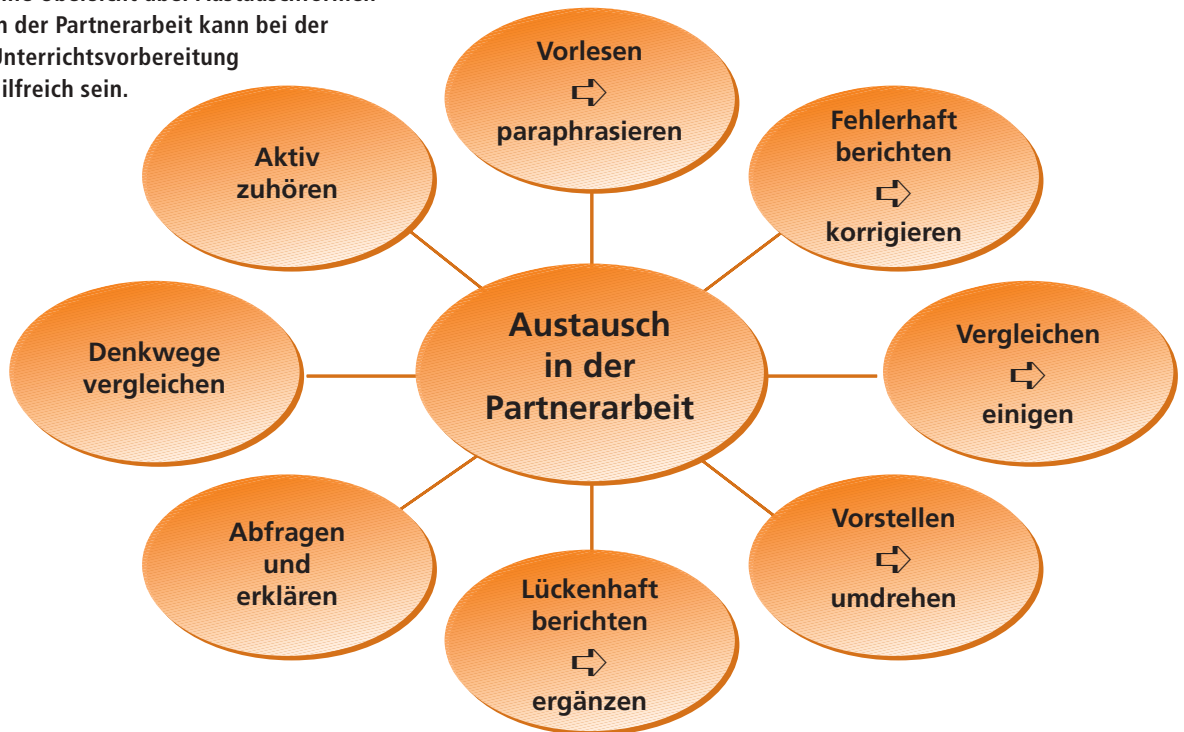 n der Partnerarbeit kann bei der
Unterrichtsvorbereitung
ilfreich sein.
Vorlesen
➪
paraphrasieren
Fehlerhaft
berichten
➪
korrigieren
Vergleichen
➪
einigen
Vorstellen
➪
umdrehen
Lückenhaft
berichten
➪
ergänzen
Abfragen
und
erklären
Denkwege
vergleichen
Aktiv
zuhören
Austausch
in der
Partnerarbeit